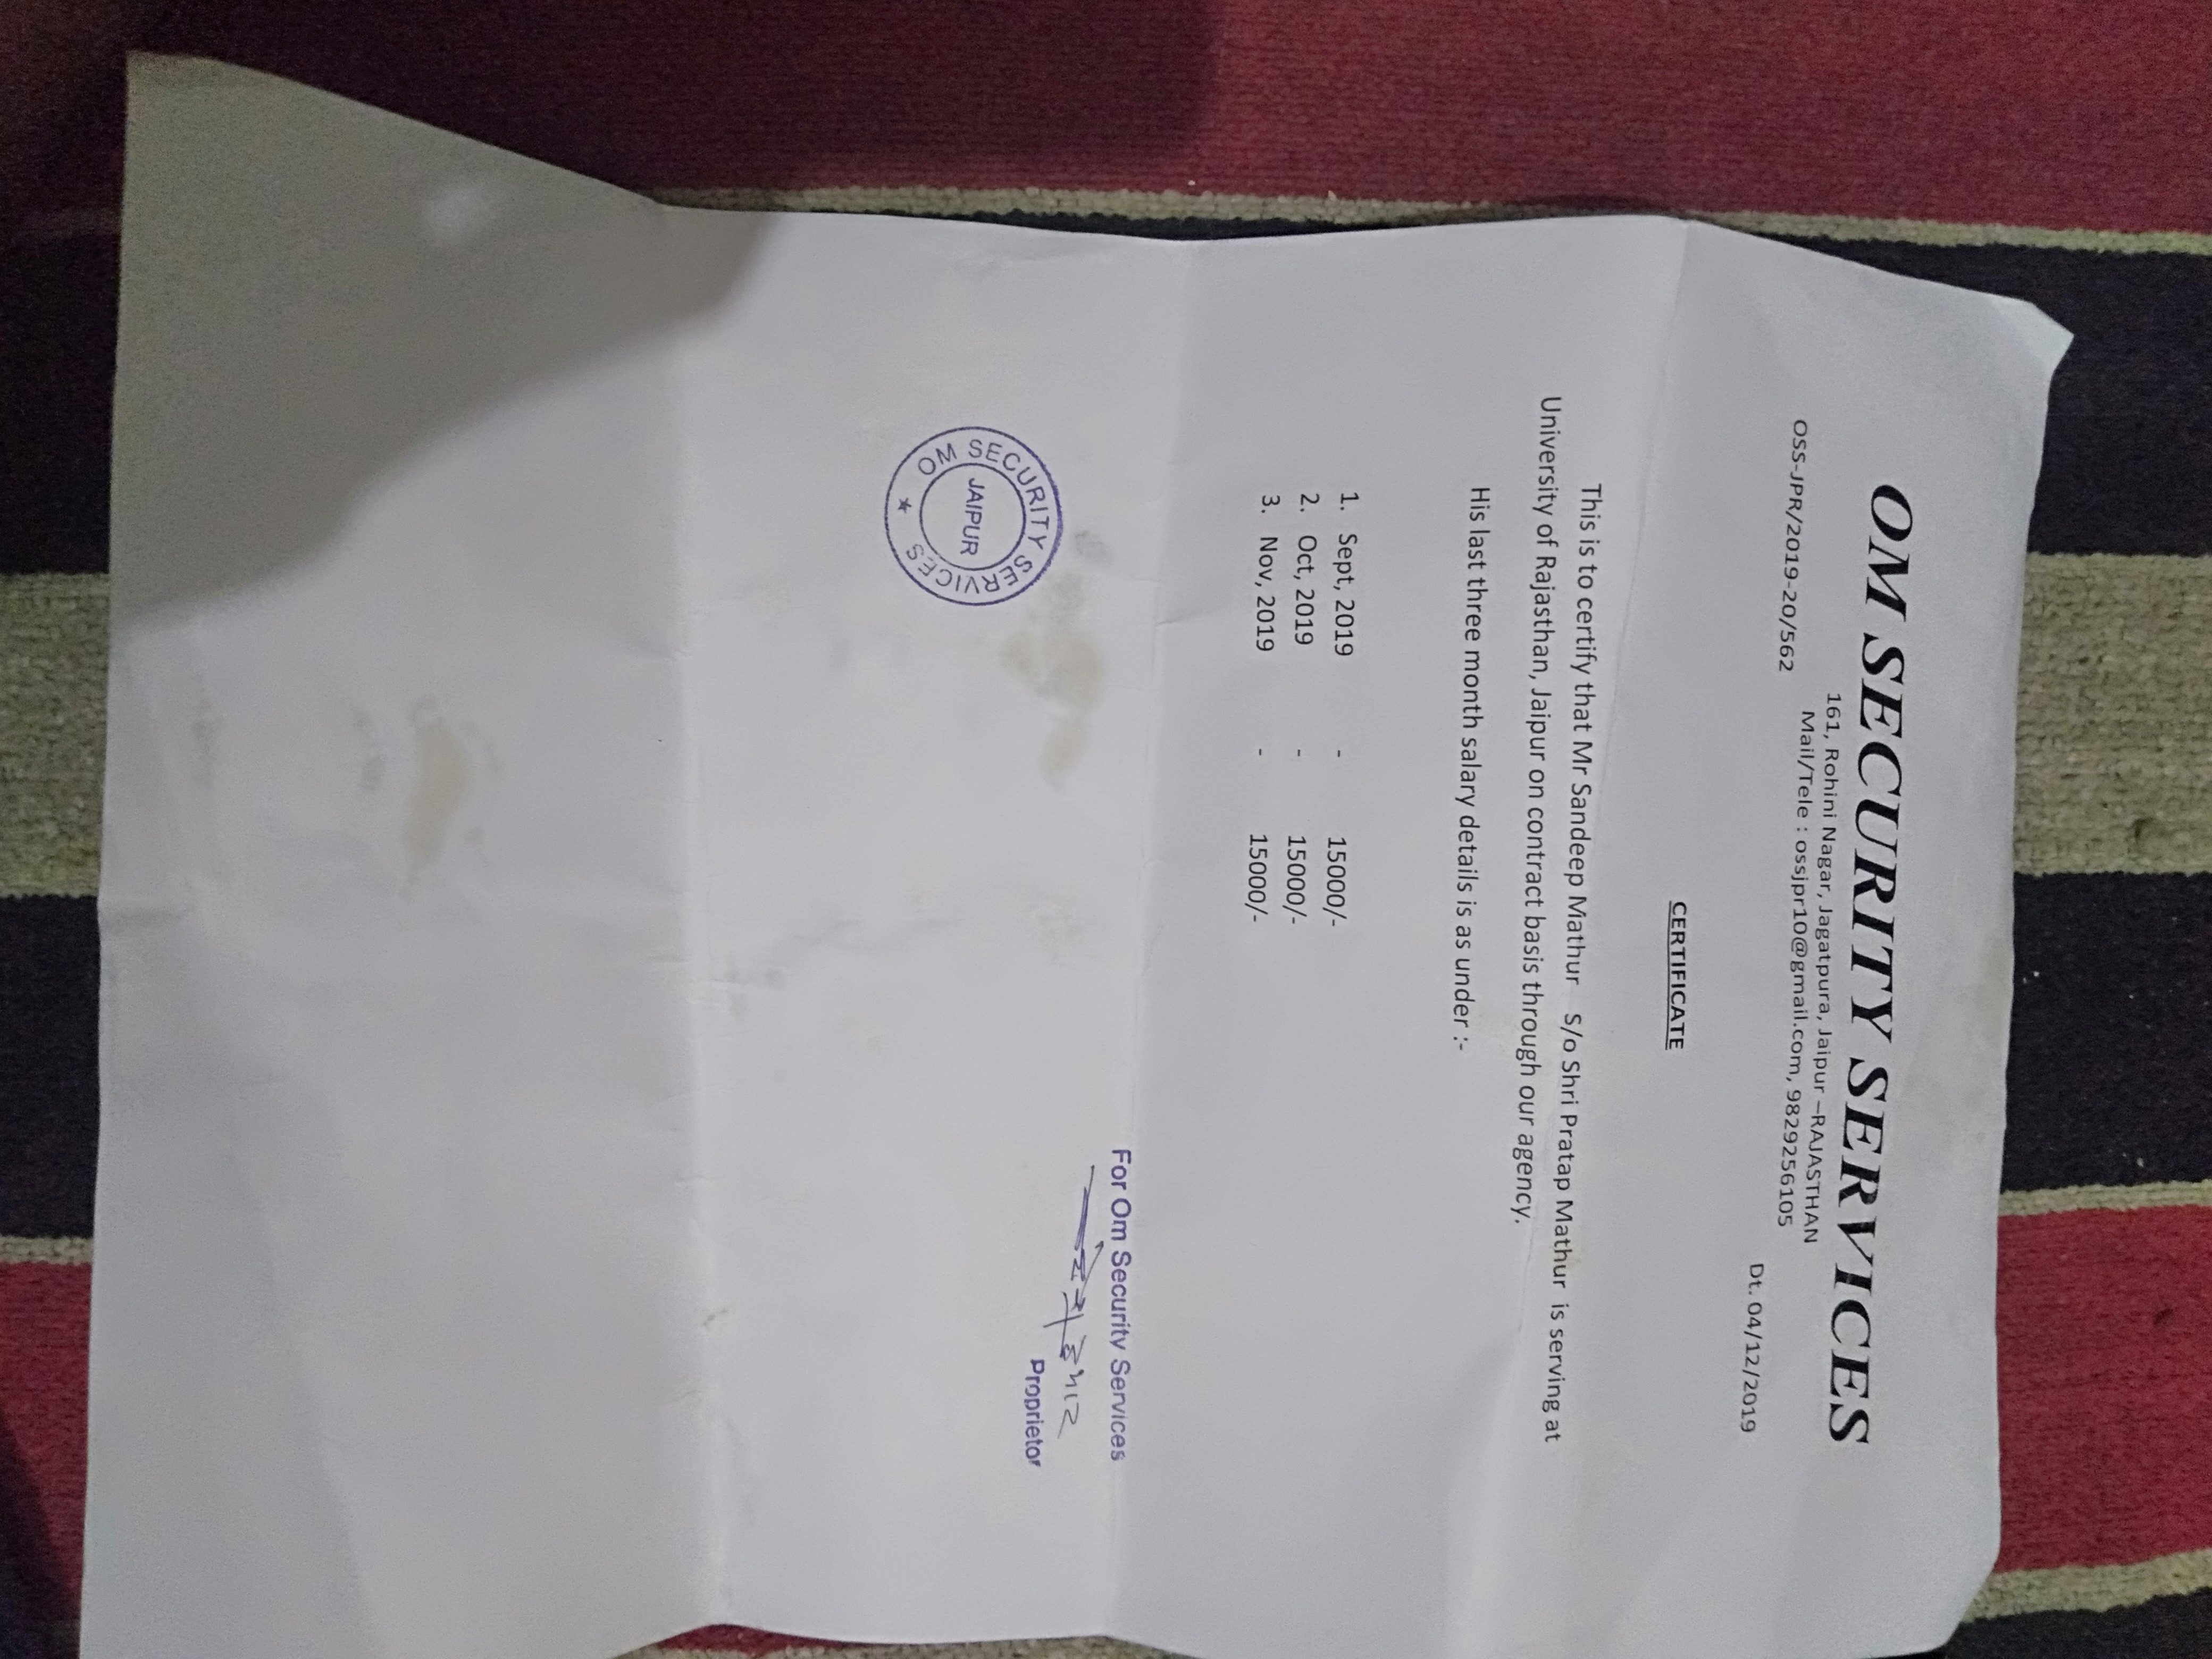 OM SECURITY SERVICES
161, Rohini Nagar, Jagatpura, Jaipur –RAJASTHAN
Mail/Tele : ossjpr10@gmail.com, 9829256105
OSS-JPR/2019-20/562
Dt. 04/12/2019
CERTIFICATE
This is to certify that Mr Sandeep Mathur S/o Shri Pratap Mathur is serving at
University of Rajasthan, Jaipur on contract basis through our agency.
His last three month salary details is as under :-
1. Sept, 2019 - 15000/-
2. Oct, 2019 - 15000/-
3. Nov, 2019 - 15000/-
For Om Security Services
Proprietor
OM SECURITY SERVICES
JAIPUR